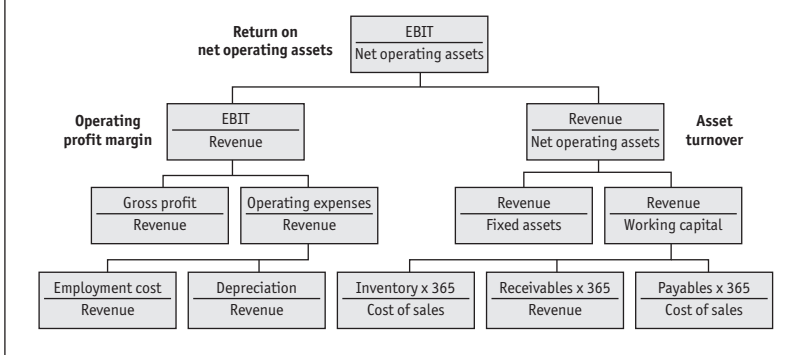 Return on
net operating assets
EBIT
Net operating assets
Operating
profit margin
EBIT
Revenue
Revenue
Net operating assets
Asset
turnover
Gross profit
Revenue
Operating expenses
Revenue
Revenue
Fixed assets
Revenue
Working capital
Employment cost
Revenue
Depreciation
Revenue
Inventory x 365
Cost of sales
Receivables x 365
Revenue
Payables x 365
Cost of sales